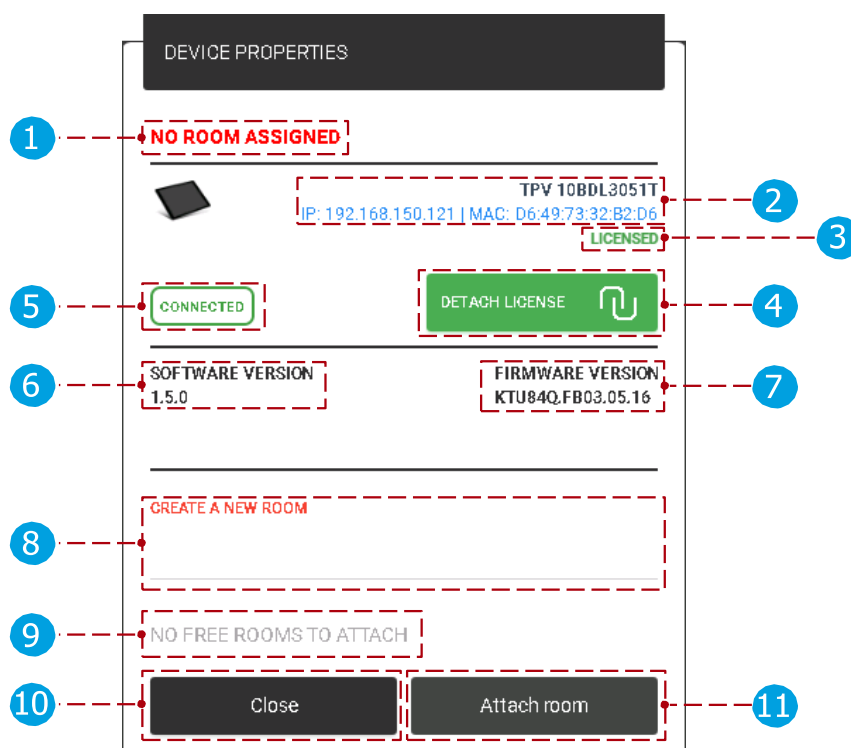 DEVICE PROPERTIES
1
NO ROOM ASSIGNED
TPV 10BDL3051T
2
IP: 192.168.150.121 | MAC: D6:49:73:32:B2:D6
LICENSED
3
5
CONNECTED
DETACH LICENSE
4
SOFTWARE VERSION
FIRMWARE VERSION
6
7
1.5.0
KTU84Q.FB03.05.16
CREATE A NEW ROOM
8
9
NO FREE ROOMS TO ATTACH
10
Close
Attach room
11